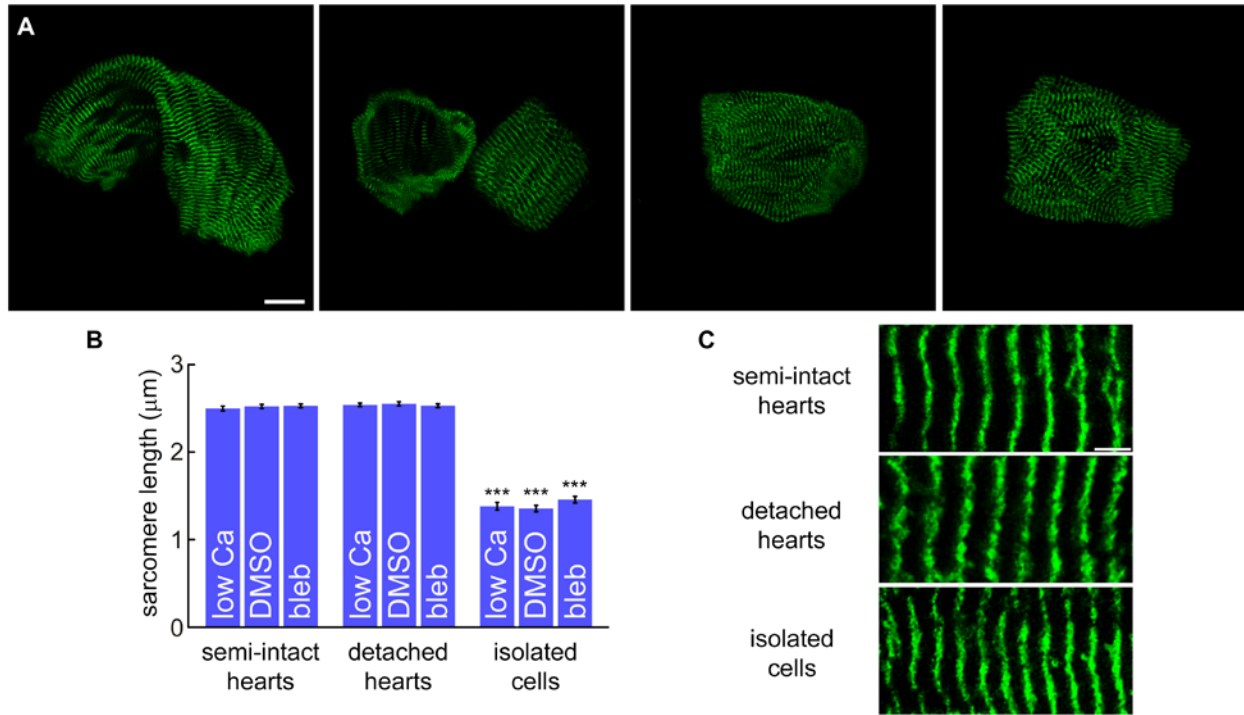 A
B
3
2
1
0
sarcomere length (μm)
low Ca
DMSO
bleb
low Ca
DMSO
bleb
***
***
***
low Ca
DMSO
bleb
semi-intact
hearts
detached
hearts
isolated
cells
C
semi-intact
hearts
detached
hearts
isolated
cells